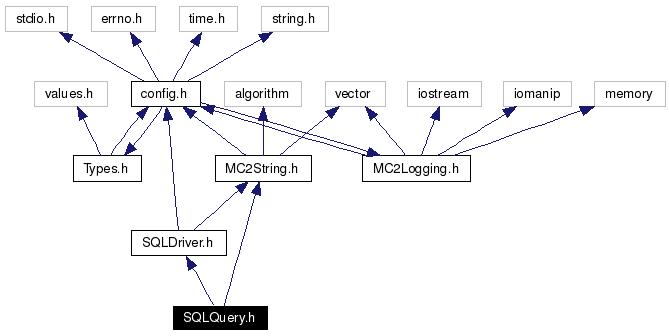 stdio.h errno.h time.h string.h
values.h config.h algorithm vector iostream iomanip memory
Types.h MC2String.h MC2Logging.h
SQLDriver.h
SQLQuery.h